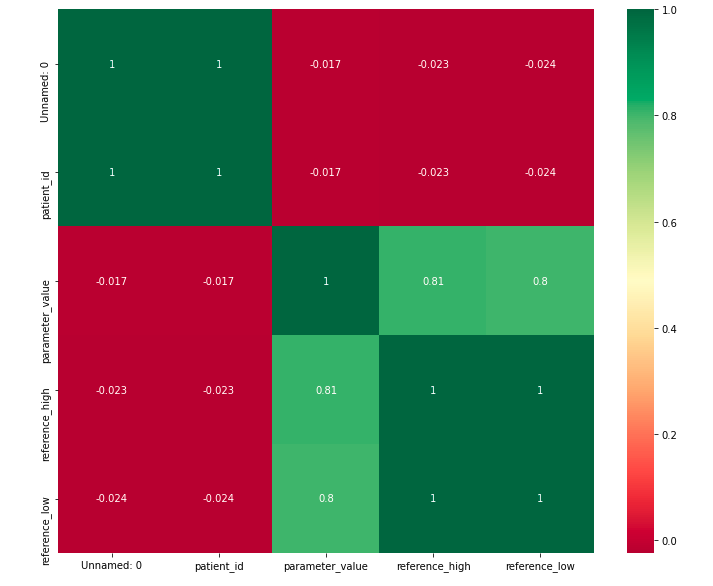 Unnamed: 0 1 1 -0.017 -0.023 -0.024
patient_id 1 1 -0.017 -0.023 -0.024
parameter_value -0.017 -0.017 1 0.81 0.8
reference_high -0.023 -0.023 0.81 1 1
reference_low -0.024 -0.024 0.8 1 1
Unnamed: 0 patient_id parameter_value reference_high reference_low
1.0
0.8
0.6
0.4
0.2
0.0